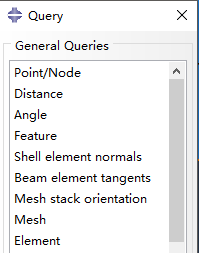 Query
General Queries
Point/Node
Distance
Angle
Feature
Shell element normals
Beam element tangents
Mesh stack orientation
Mesh
Element